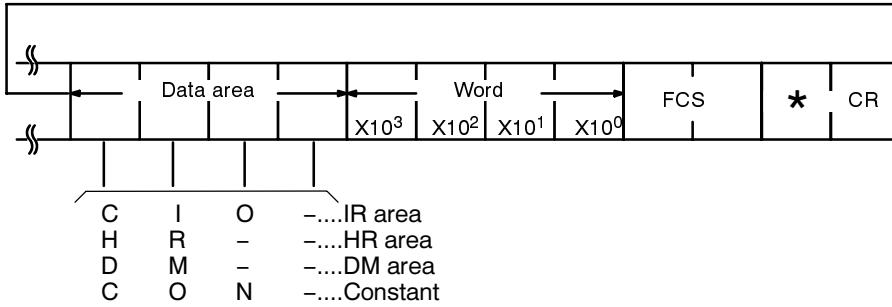 Data area Word FCS * CR
X10³ X10² X10¹ X10⁰
C I O –....IR area
H R – –....HR area
D M – –....DM area
C O N –....Constant